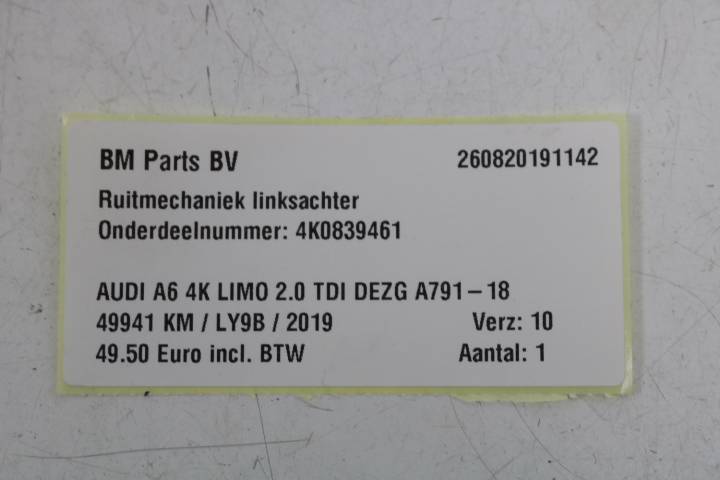 BM Parts BV 260820191142
Ruitmechaniek linksachter
Onderdeelnummer: 4K0839461
AUDI A6 4K LIMO 2.0 TDI DEZG A791-18
49941 KM / LY9B / 2019 Verz: 10
49.50 Euro incl. BTW Aantal: 1